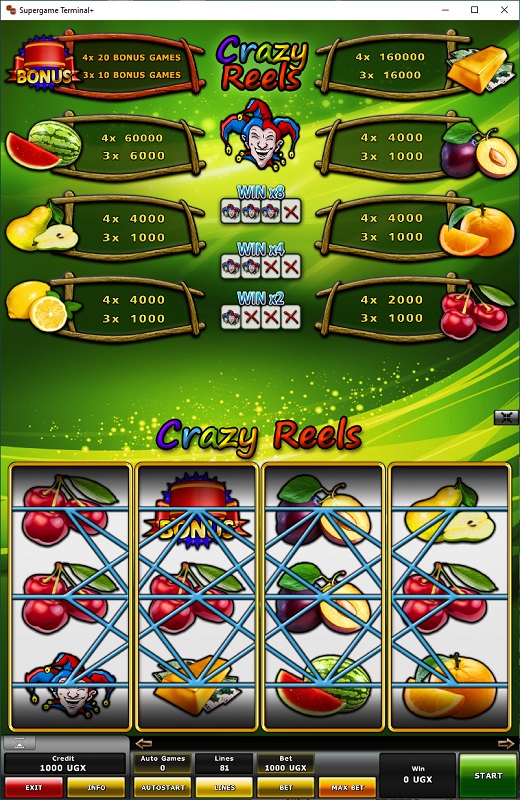 Supergame Terminal+
4x 20 BONUS GAMES
3x 10 BONUS GAMES
BONUS
Crazy
Reels
4x 160000
3x 16000
4x 60000
3x 6000
4x 4000
3x 1000
WIN x8
4x 4000
3x 1000
4x 4000
3x 1000
WIN x4
WIN x2
4x 4000
3x 1000
4x 2000
3x 1000
Crazy Reels
BONUS
Credit
1000 UGX
Auto Games
0
Lines
81
Bet
1000 UGX
Win
0 UGX
START
EXIT
INFO
AUTOSTART
LINES
BET
MAX BET